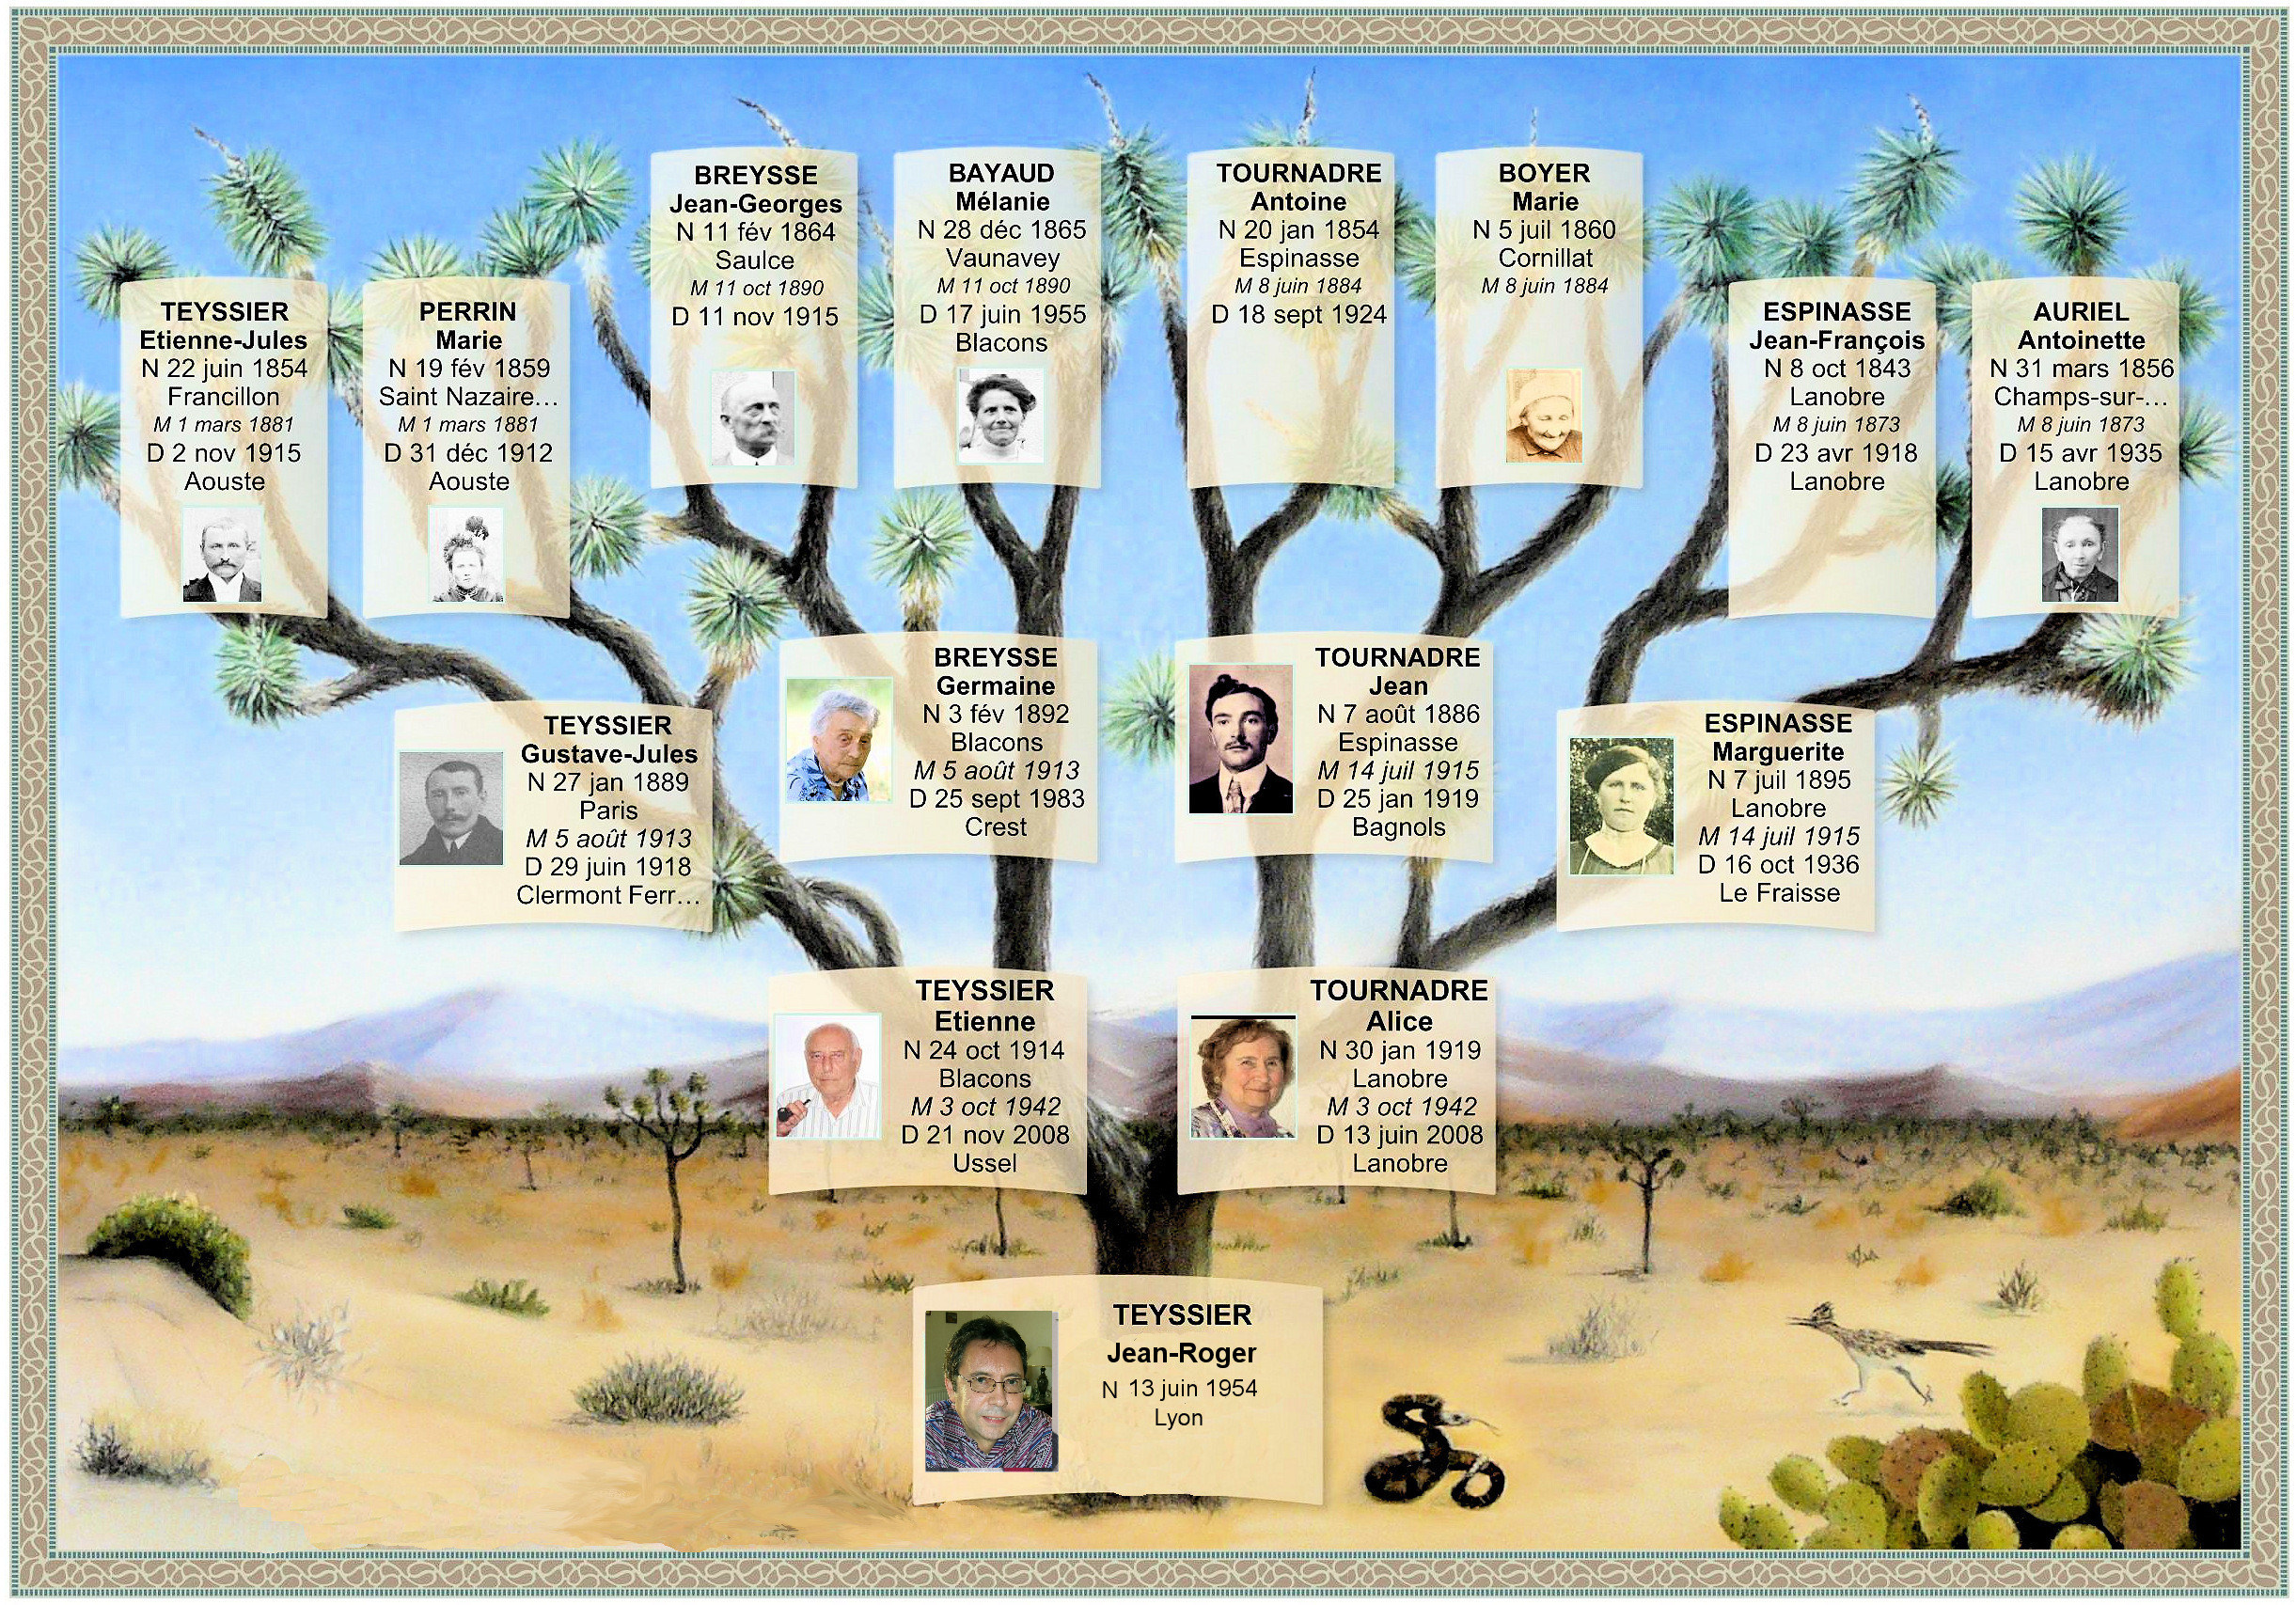 TEYSSIER
Etienne-Jules
N 22 juin 1854
Francillon
M 1 mars 1881
D 2 nov 1915
Aouste
PERRIN
Marie
N 19 fév 1859
Saint Nazaire…
M 1 mars 1881
D 31 déc 1912
Aouste
BREYSSE
Jean-Georges
N 11 fév 1864
Saulce
M 11 oct 1890
D 11 nov 1915
BAYAUD
Mélanie
N 28 déc 1865
Vaunavey
M 11 oct 1890
D 17 juin 1955
Blacons
TOURNADRE
Antoine
N 20 jan 1854
Espinasse
M 8 juin 1884
D 18 sept 1924
BOYER
Marie
N 5 juil 1860
Cornillat
M 8 juin 1884
ESPINASSE
Jean-François
N 8 oct 1843
Lanobre
M 8 juin 1873
D 23 avr 1918
Lanobre
AURIEL
Antoinette
N 31 mars 1856
Champs-sur-…
M 8 juin 1873
D 15 avr 1935
Lanobre
TEYSSIER
Gustave-Jules
N 27 jan 1889
Paris
M 5 août 1913
D 29 juin 1918
Clermont Ferr…
BREYSSE
Germaine
N 3 fév 1892
Blacons
M 5 août 1913
D 25 sept 1983
Crest
TOURNADRE
Jean
N 7 août 1886
Espinasse
M 14 juil 1915
D 25 jan 1919
Bagnols
ESPINASSE
Marguerite
N 7 juil 1895
Lanobre
M 14 juil 1915
D 16 oct 1936
Le Fraisse
TEYSSIER
Etienne
N 24 oct 1914
Blacons
M 3 oct 1942
D 21 nov 2008
Ussel
TOURNADRE
Alice
N 30 jan 1919
Lanobre
M 3 oct 1942
D 13 juin 2008
Lanobre
TEYSSIER
Jean-Roger
N 13 juin 1954
Lyon